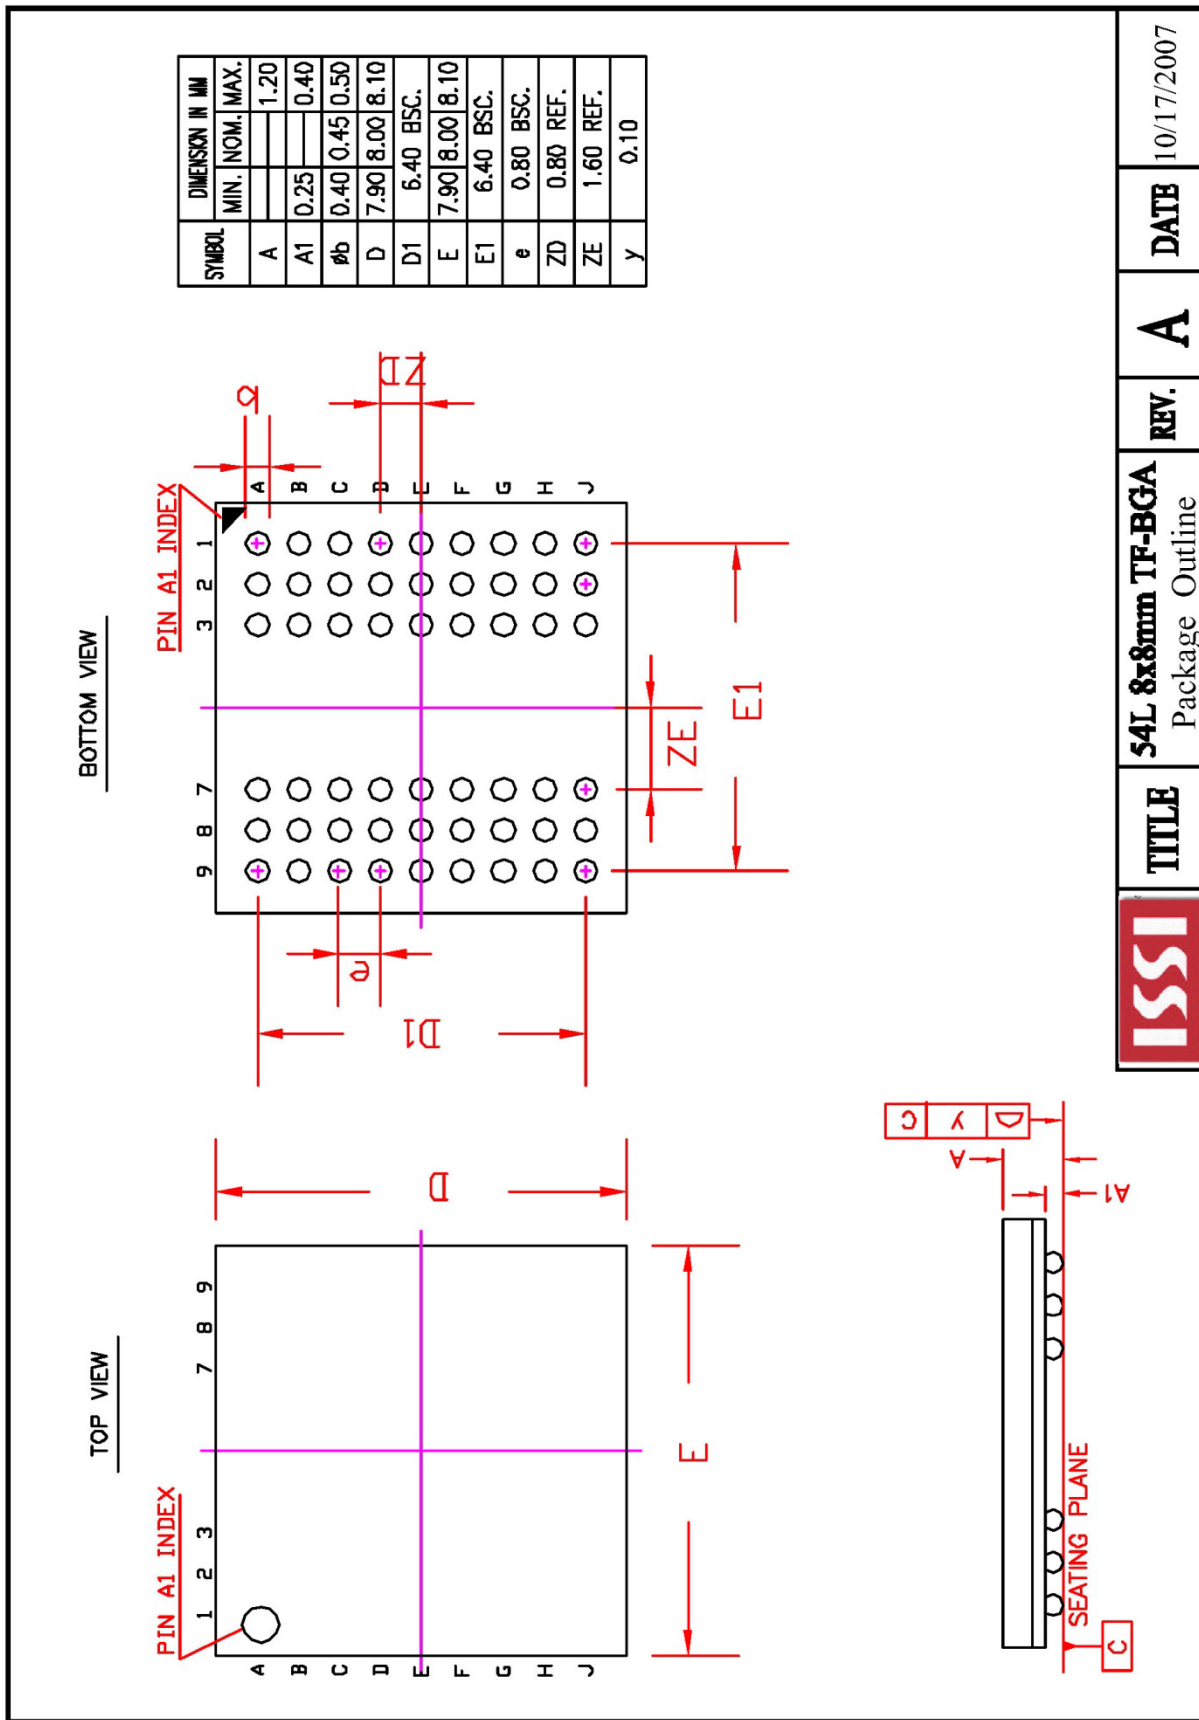 TOP VIEW
PIN A1 INDEX
1 2 3 7 8 9
A
B
C
D
E
F
G
H
J
D
E
BOTTOM VIEW
PIN A1 INDEX
9 8 7 3 2 1
A
B
C
D
E
F
G
H
J
b
ZD
e
D1
ZE
E1
SYMBOL DIMENSION IN MM
MIN. NOM. MAX.
A 1.20
A1 0.25 0.40
øb 0.40 0.45 0.50
D 7.90 8.00 8.10
D1 6.40 BSC.
E 7.90 8.00 8.10
E1 6.40 BSC.
e 0.80 BSC.
ZD 0.80 REF.
ZE 1.60 REF.
y 0.10
C y
A
A1
SEATING PLANE
C
ISSI
TITLE
54L 8x8mm TF-BGA
Package Outline
REV. A
DATE 10/17/2007